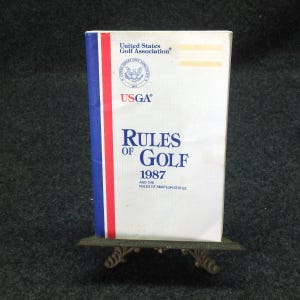 United States
Golf Association®
USGA®
RULES
OF GOLF
1987
AND THE
RULES OF AMATEUR STATUS